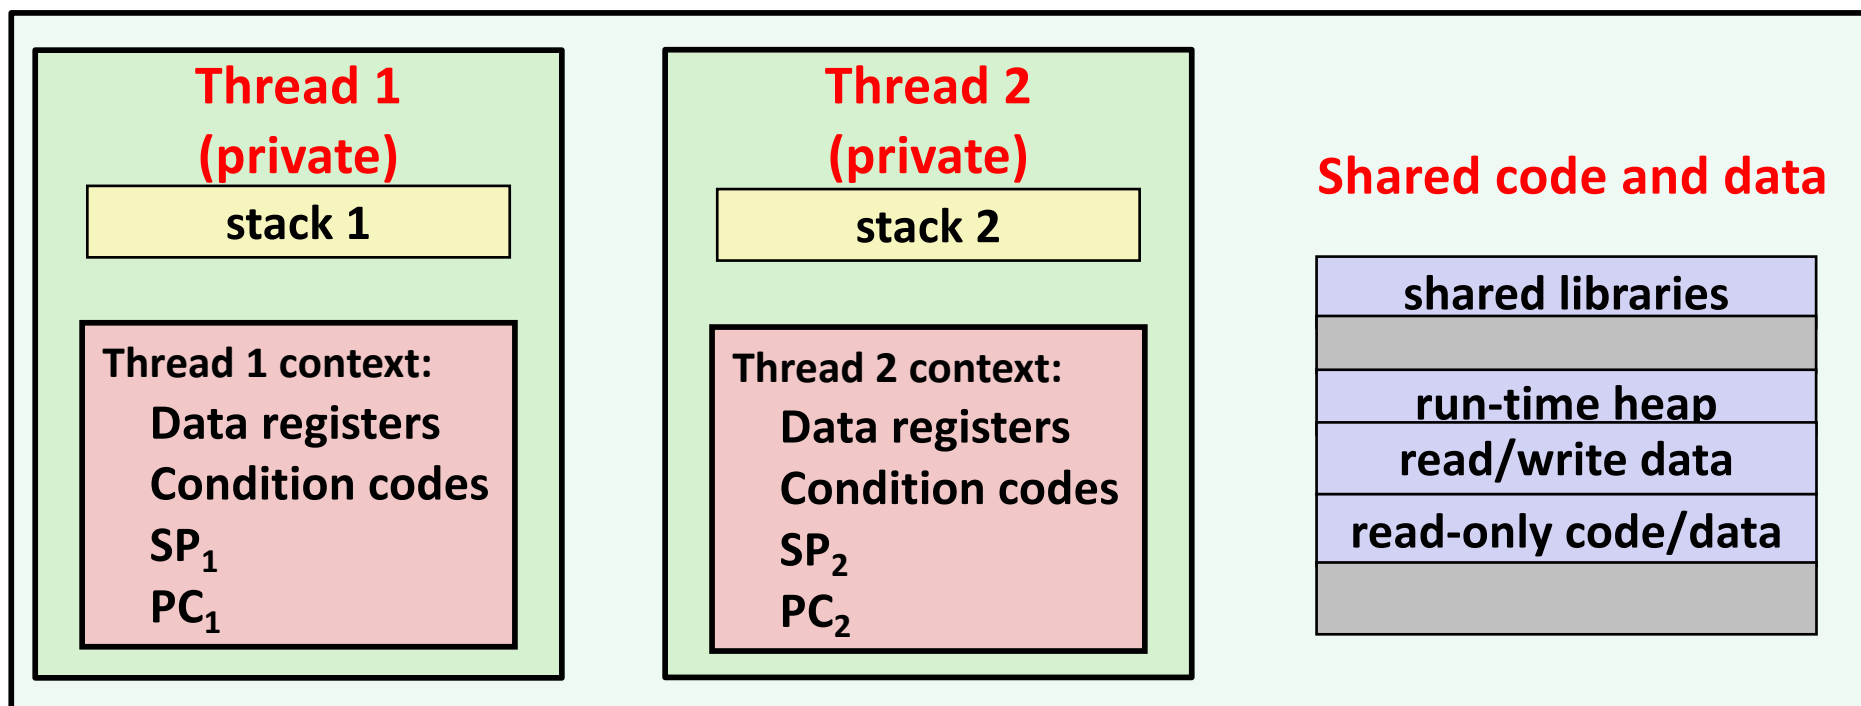 Thread 1
(private)
stack 1
Thread 1 context:
Data registers
Condition codes
SP₁
PC₁
Thread 2
(private)
stack 2
Thread 2 context:
Data registers
Condition codes
SP₂
PC₂
Shared code and data
shared libraries
run-time heap
read/write data
read-only code/data